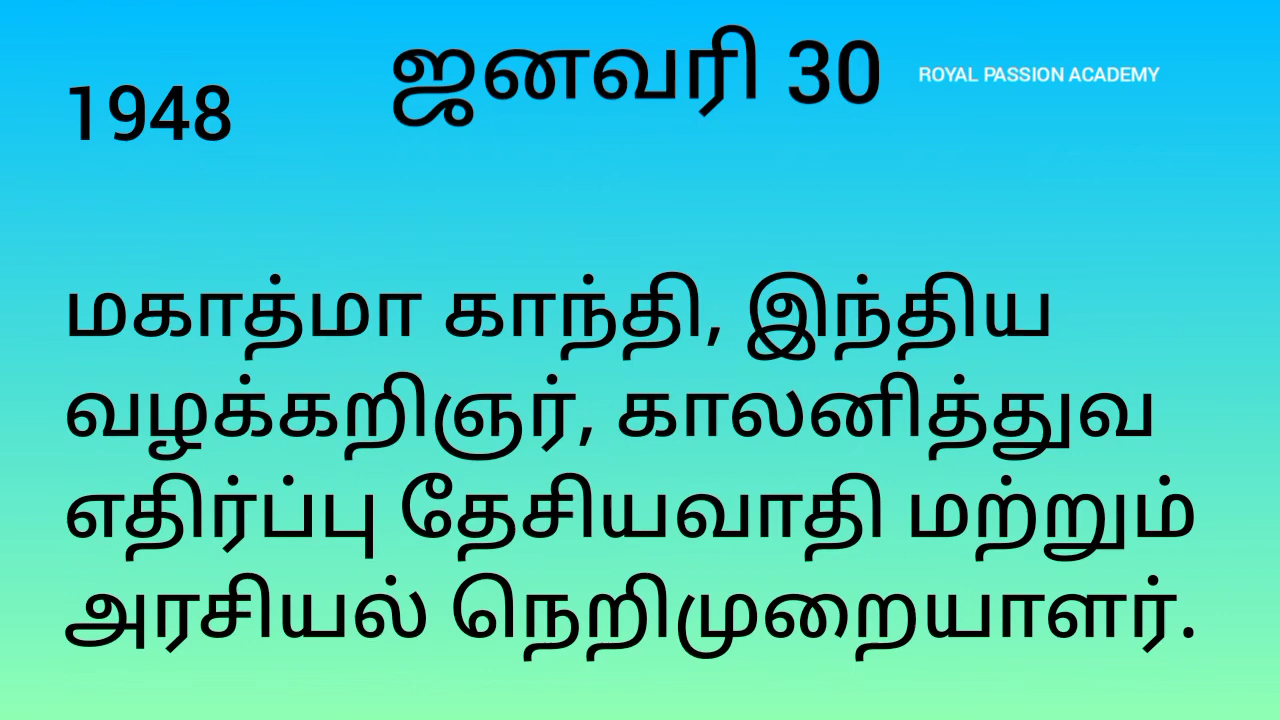 ஜனவரி 30
ROYAL PASSION ACADEMY
1948
மகாத்மா காந்தி, இந்திய
வழக்கறிஞர், காலனித்துவ
எதிர்ப்பு தேசியவாதி மற்றும்
அரசியல் நெறிமுறையாளர்.